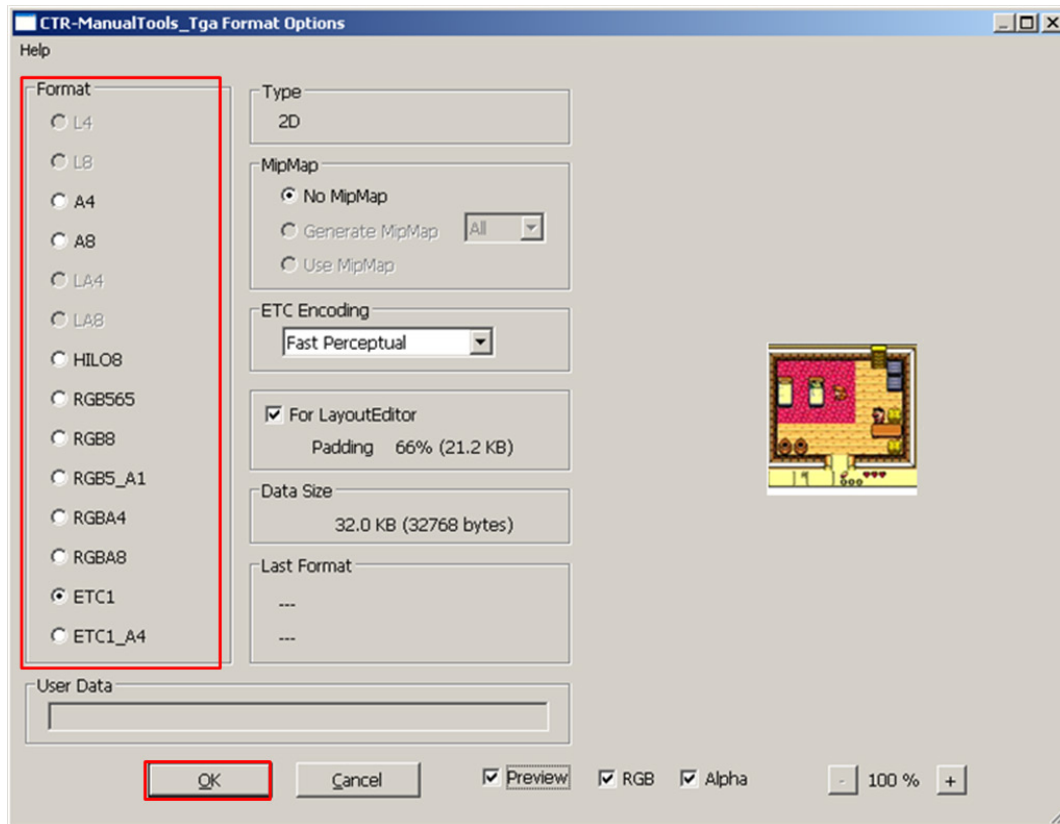 CTR-ManualTools_Tga Format Options
Help
Format
L4
L8
A4
A8
LA4
LA8
HILO8
RGB565
RGB8
RGB5_A1
RGBA4
RGBA8
ETC1
ETC1_A4
Type
2D
MipMap
No MipMap
Generate MipMap All
Use MipMap
ETC Encoding
Fast Perceptual
For LayoutEditor
Padding 66% (21.2 KB)
Data Size
32.0 KB (32768 bytes)
Last Format
---
---
User Data
OK Cancel Preview RGB Alpha - 100 % +